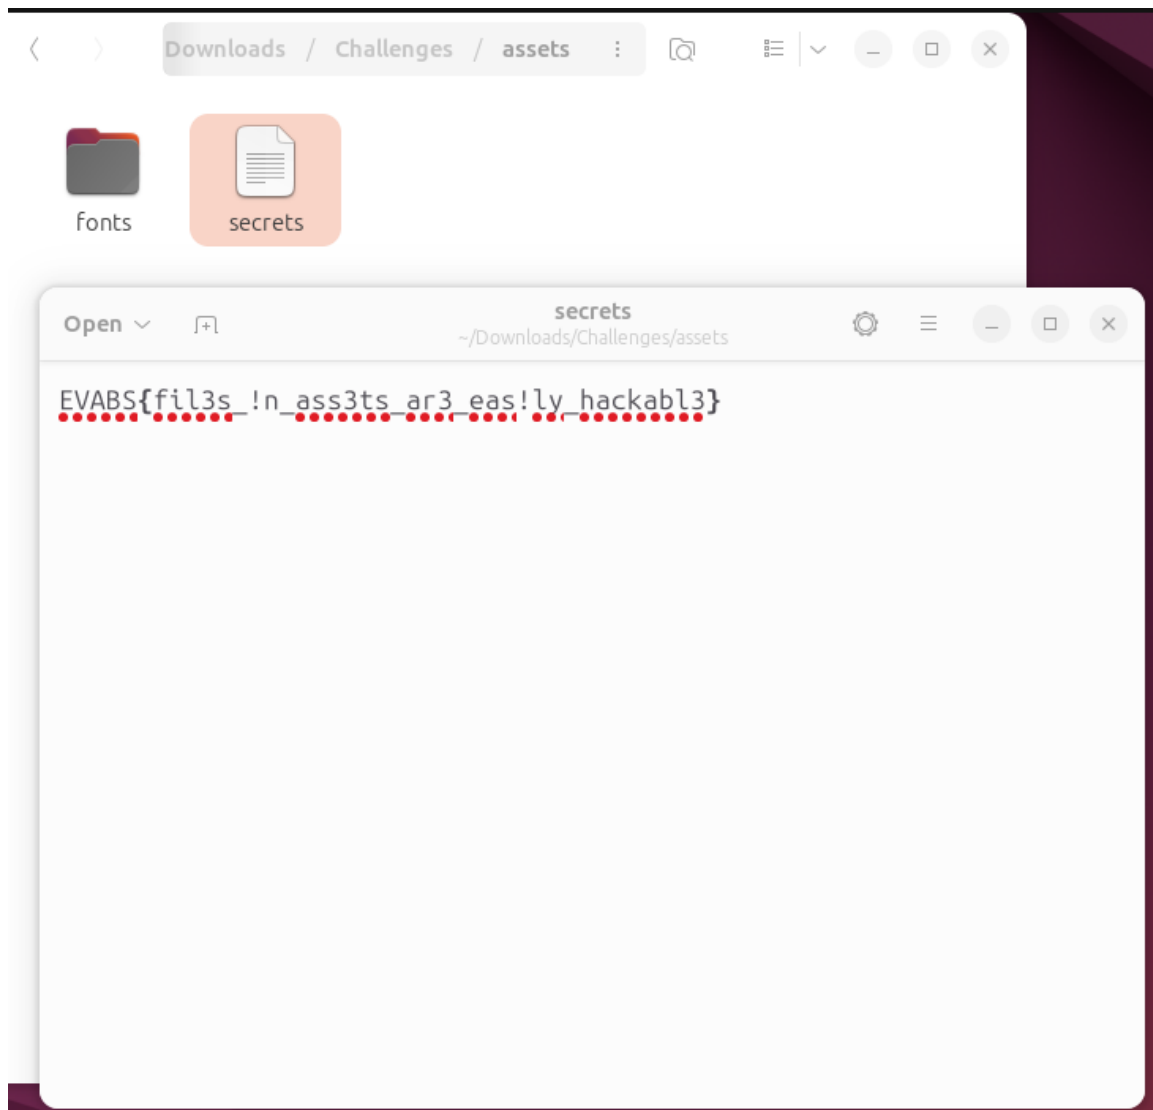 Downloads / Challenges / assets
fonts
secrets
Open
secrets
~/Downloads/Challenges/assets
EVABS{fil3s_!n_ass3ts_ar3_eas!ly_hackabl3}